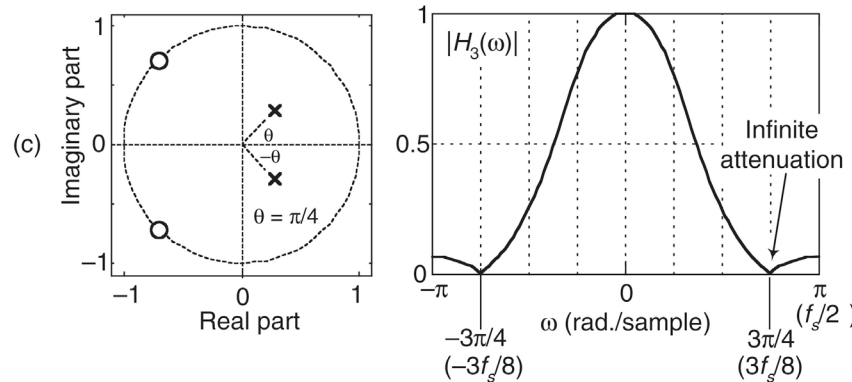 (c)
Imaginary part
1
0
−1
θ
−θ
θ = π/4
−1
0
1
Real part
|H₃(ω)|
1
0.5
0
Infinite
attenuation
−π
0
π
ω (rad./sample)
(fₛ/2 )
−3π/4
(−3fₛ/8)
3π/4
(3fₛ/8)